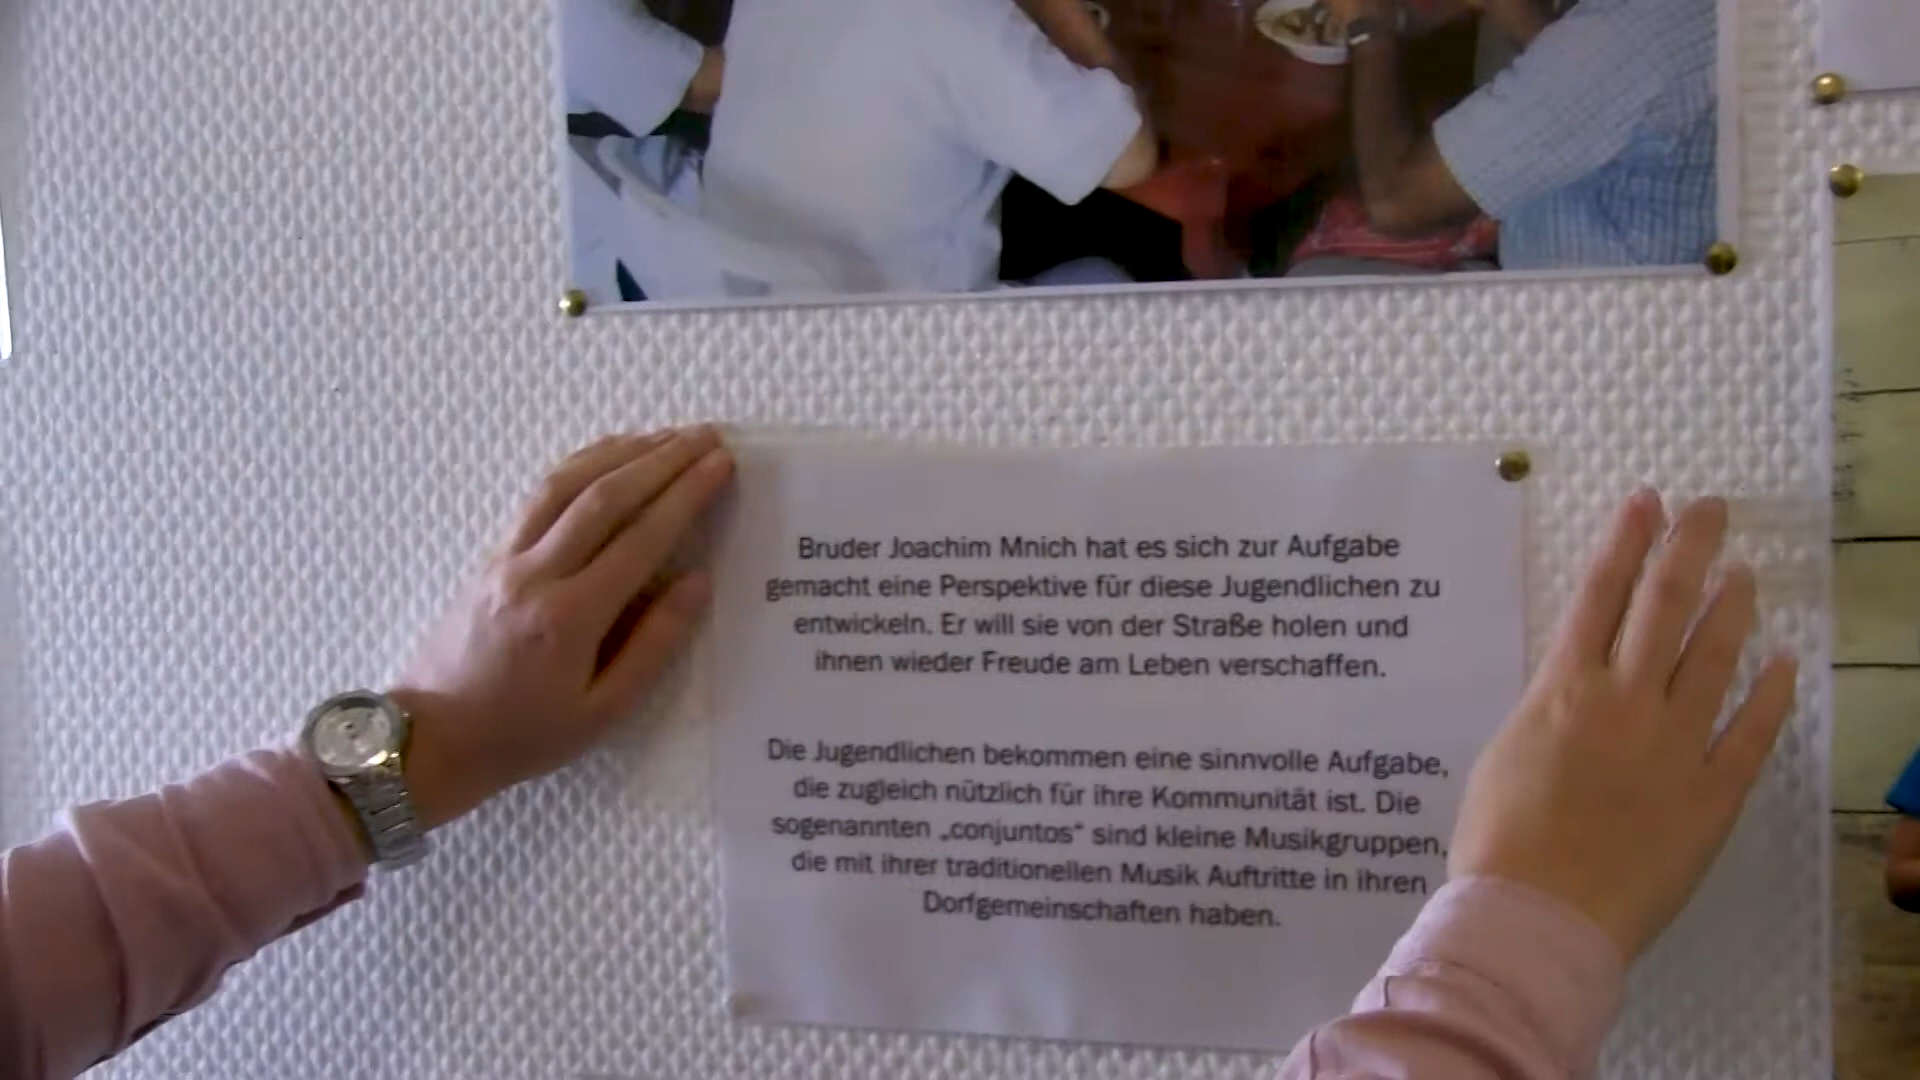 Bruder Joachim Mnich hat es sich zur Aufgabe
gemacht eine Perspektive für diese Jugendlichen zu
entwickeln. Er will sie von der Straße holen und
ihnen wieder Freude am Leben verschaffen.
Die Jugendlichen bekommen eine sinnvolle Aufgabe,
die zugleich nützlich für ihre Kommunität ist. Die
sogenannten „conjuntos“ sind kleine Musikgruppen,
die mit ihrer traditionellen Musik Auftritte in ihren
Dorfgemeinschaften haben.